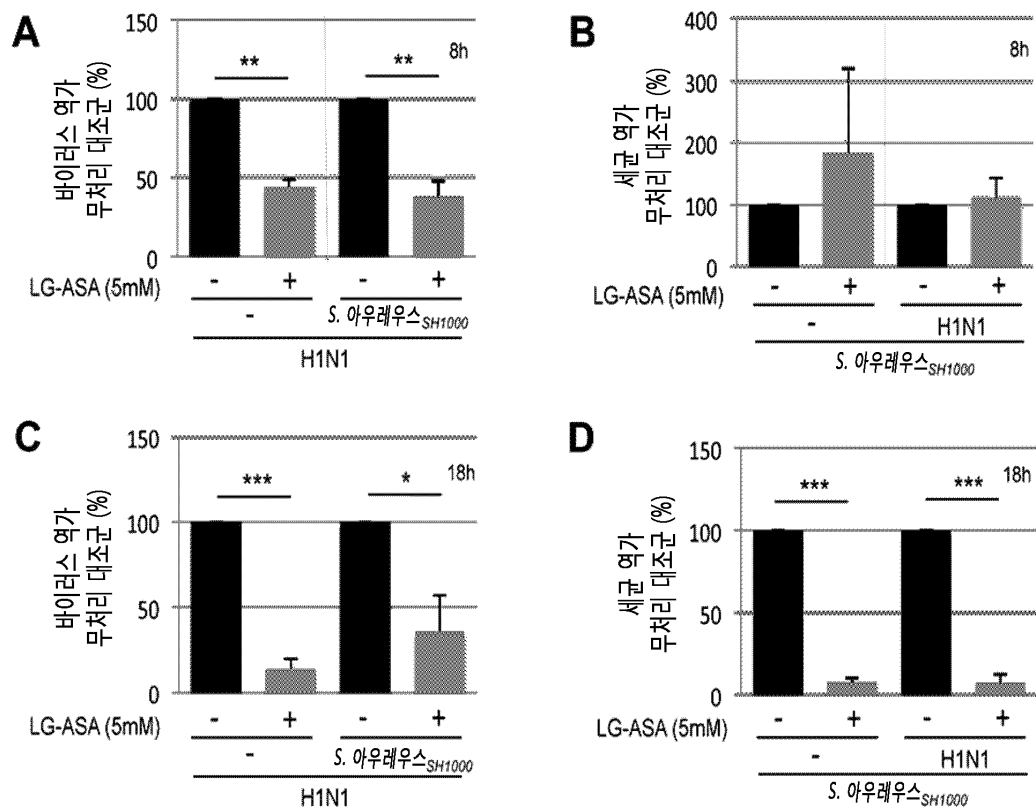 A
바이러스 역가
무처리 대조군 (%)
150
100
50
0
8h
** **
- + - +
LG-ASA (5mM)
- S. 아우레우스SH1000
H1N1
B
세균 역가
무처리 대조군 (%)
400
300
200
100
0
8h
- + - +
LG-ASA (5mM)
- H1N1
S. 아우레우스SH1000
C
바이러스 역가
무처리 대조군 (%)
150
100
50
0
18h
*** *
- + - +
LG-ASA (5mM)
- S. 아우레우스SH1000
H1N1
D
세균 역가
무처리 대조군 (%)
150
100
50
0
18h
*** ***
- + - +
LG-ASA (5mM)
- H1N1
S. 아우레우스SH1000